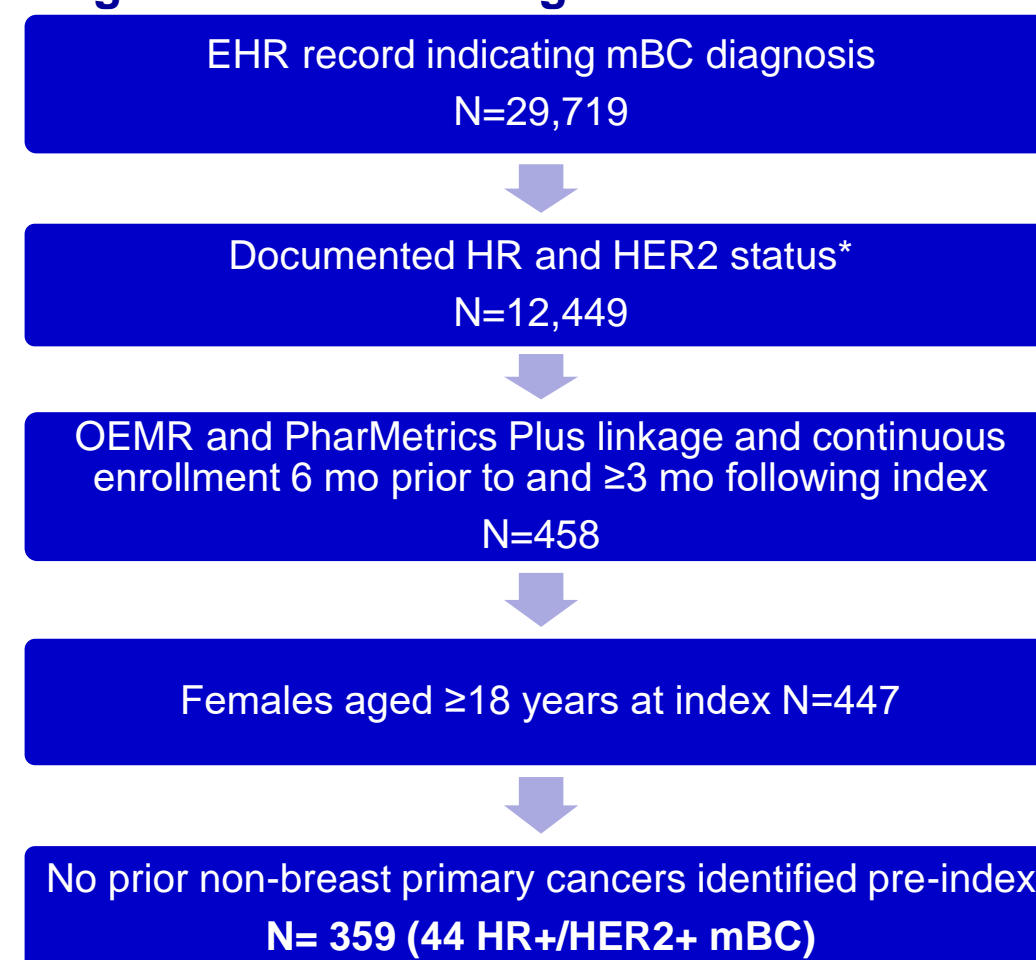 EHR record indicating mBC diagnosis
N=29,719
Documented HR and HER2 status*
N=12,449
OEMR and PharMetrics Plus linkage and continuous
enrollment 6 mo prior to and ≥3 mo following index
N=458
Females aged ≥18 years at index N=447
No prior non-breast primary cancers identified pre-index
N= 359 (44 HR+/HER2+ mBC)